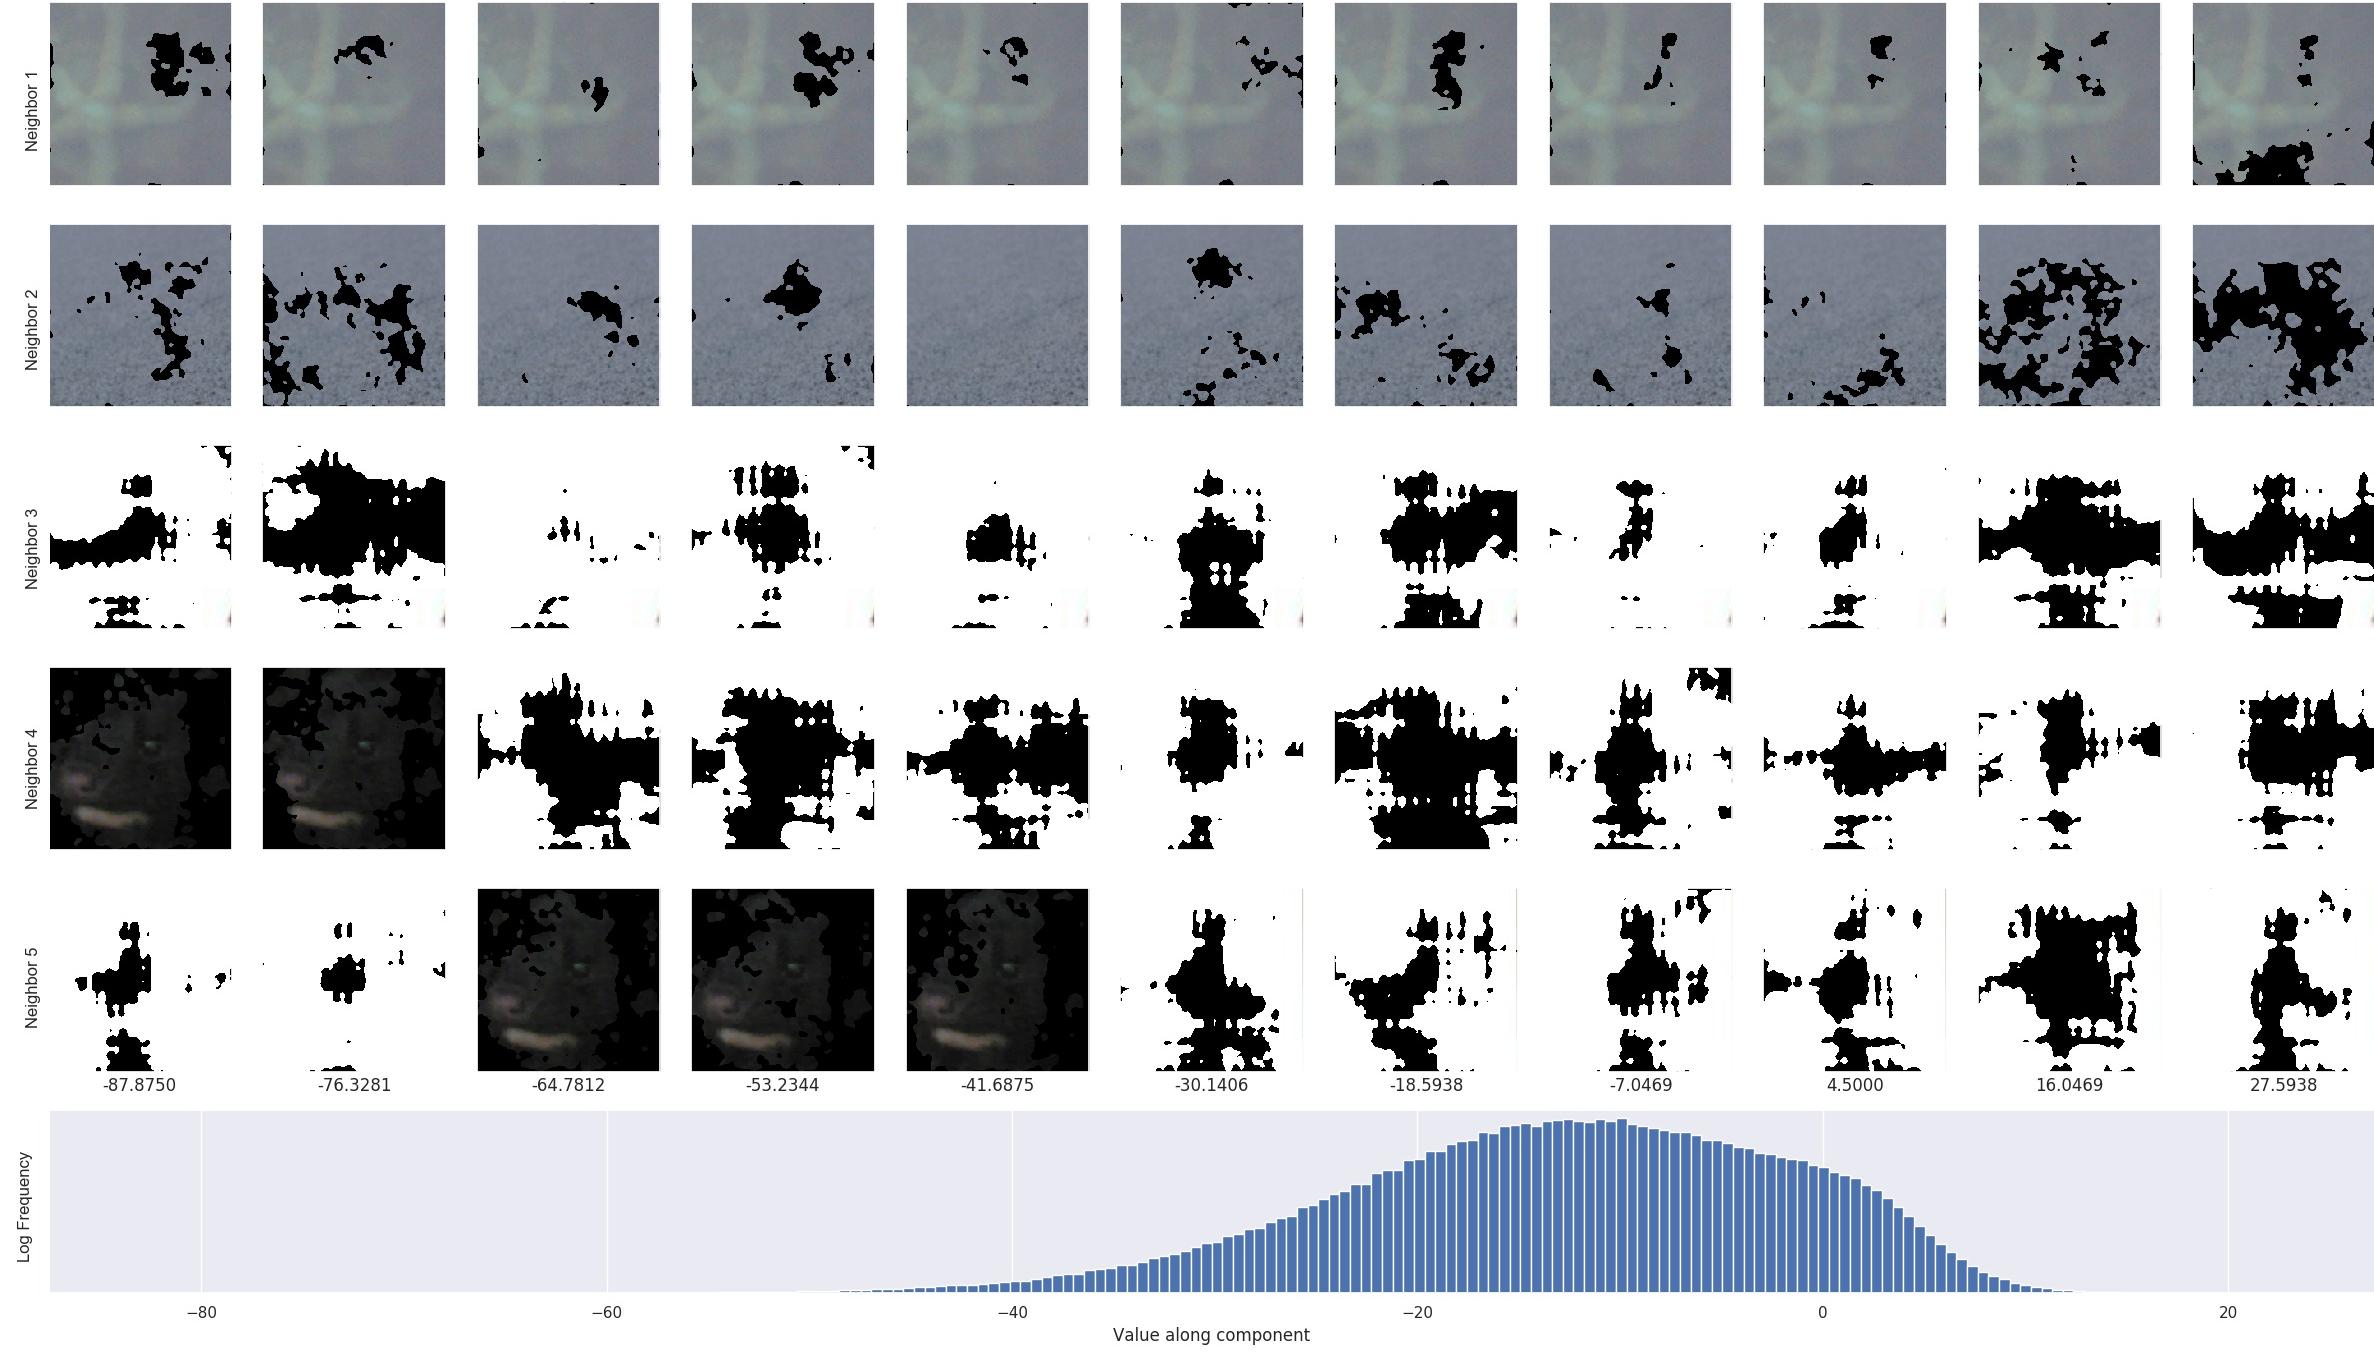 Neighbor 1
Neighbor 2
Neighbor 3
Neighbor 4
Neighbor 5
-87.8750 -76.3281 -64.7812 -53.2344 -41.6875 -30.1406 -18.5938 -7.0469 4.5000 16.0469 27.5938
Log Frequency
−80 −60 −40 −20 0 20
Value along component